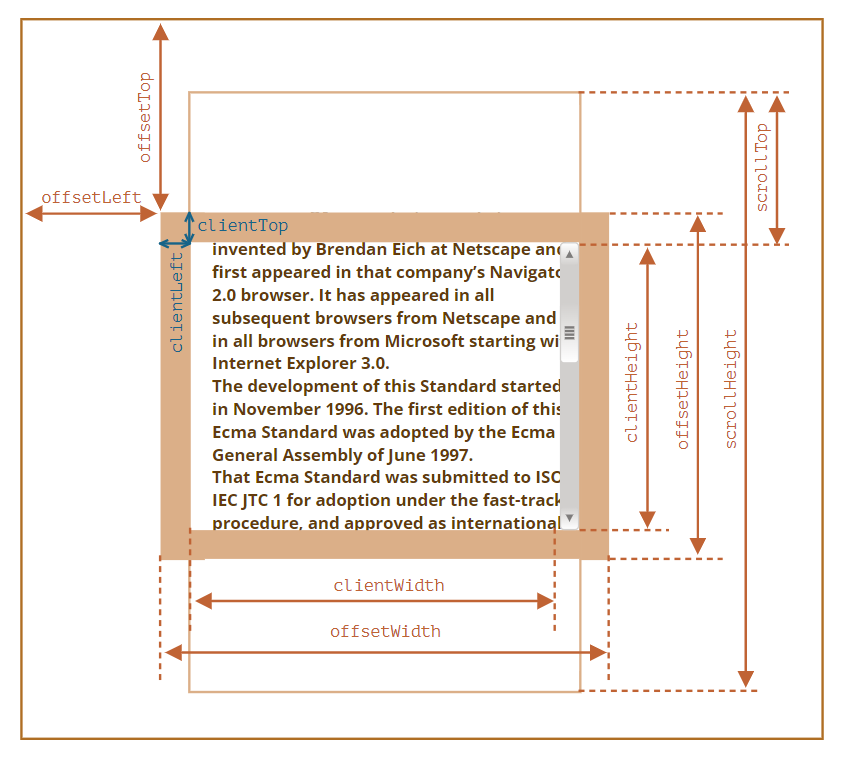 offsetTop
scrollTop
offsetLeft
clientTop
clientLeft
invented by Brendan Eich at Netscape and
first appeared in that company’s Navigato
2.0 browser. It has appeared in all
subsequent browsers from Netscape and
in all browsers from Microsoft starting wi
Internet Explorer 3.0.
The development of this Standard started
in November 1996. The first edition of this
Ecma Standard was adopted by the Ecma
General Assembly of June 1997.
That Ecma Standard was submitted to ISO
IEC JTC 1 for adoption under the fast-track
procedure, and approved as international
clientHeight
offsetHeight
scrollHeight
clientWidth
offsetWidth